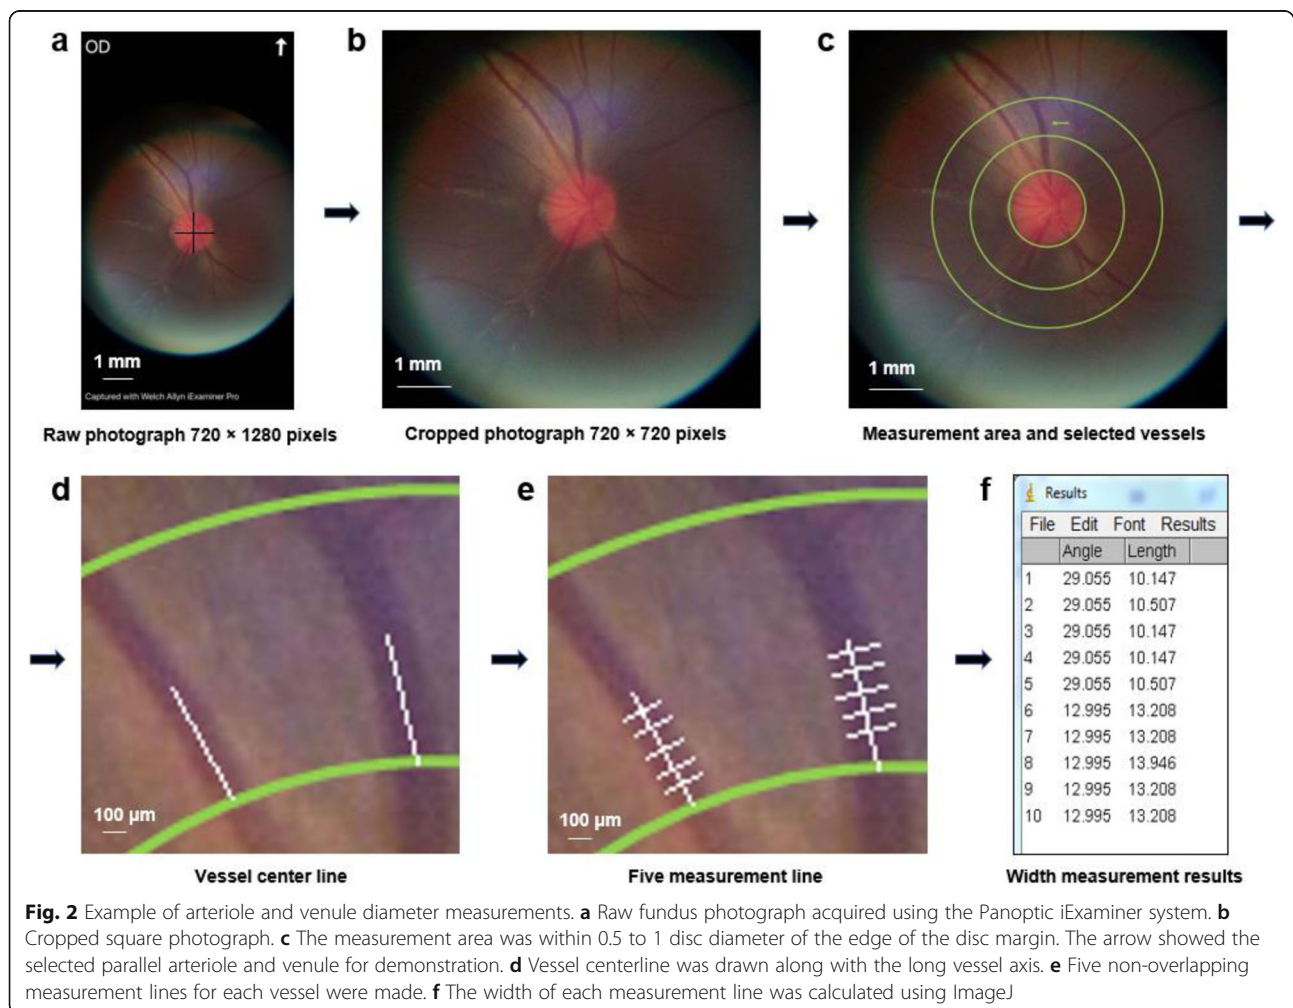 a
OD
b
c
1 mm
Captured with Welch Allyn iExaminer Pro
1 mm
1 mm
Raw photograph 720 × 1280 pixels
Cropped photograph 720 × 720 pixels
Measurement area and selected vessels
d
e
f
100 µm
100 µm
Results
File Edit Font Results
Angle Length
1 29.055 10.147
2 29.055 10.507
3 29.055 10.147
4 29.055 10.147
5 29.055 10.507
6 12.995 13.208
7 12.995 13.208
8 12.995 13.946
9 12.995 13.208
10 12.995 13.208
Vessel center line
Five measurement line
Width measurement results
Fig. 2 Example of arteriole and venule diameter measurements. a Raw fundus photograph acquired using the Panoptic iExaminer system. b
Cropped square photograph. c The measurement area was within 0.5 to 1 disc diameter of the edge of the disc margin. The arrow showed the
selected parallel arteriole and venule for demonstration. d Vessel centerline was drawn along with the long vessel axis. e Five non-overlapping
measurement lines for each vessel were made. f The width of each measurement line was calculated using ImageJ